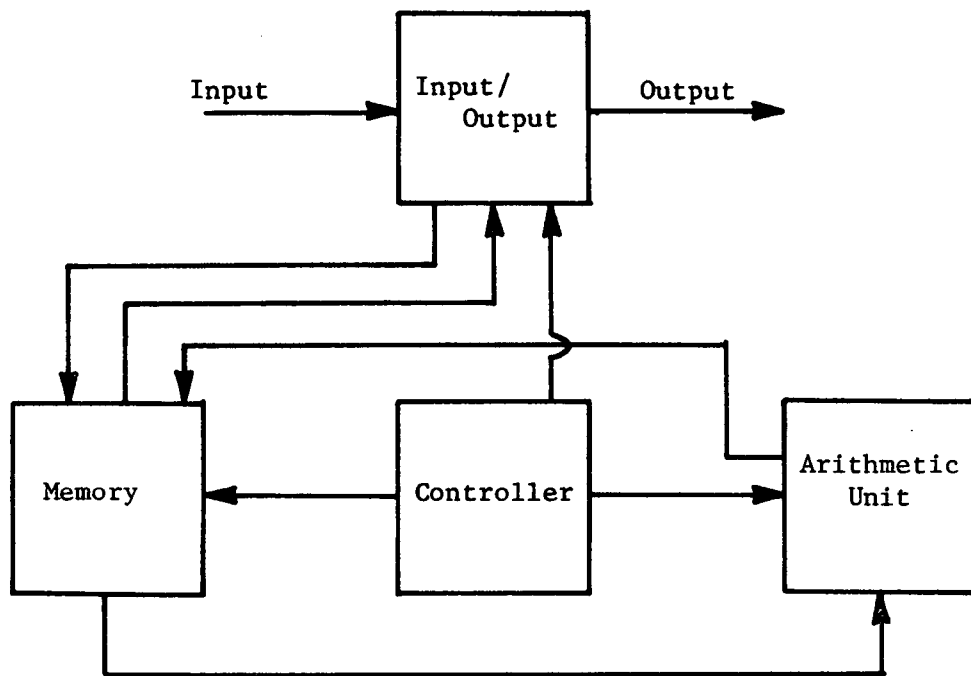 Input
Input/
Output
Output
Memory
Controller
Arithmetic
Unit